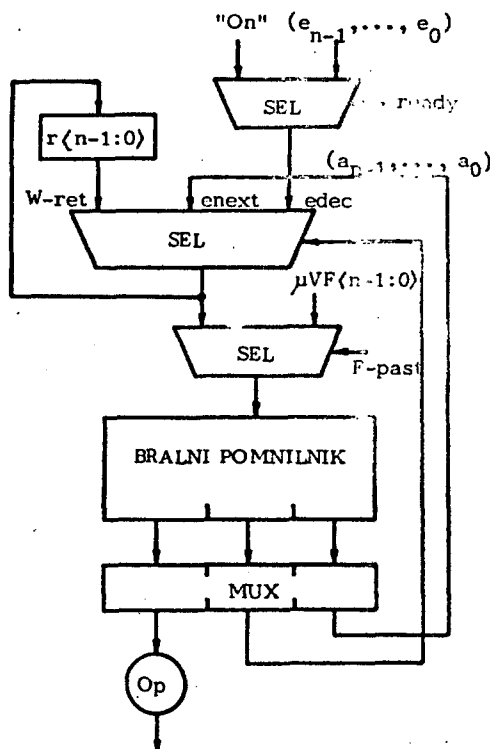 "On" (e_{n-1},..., e_0)
SEL
ready
r⟨n-1:0⟩
(a_{n-1},..., a_0)
W-ret enext edec
SEL
μVF⟨n-1:0⟩
SEL
F-past
BRALNI POMNILNIK
MUX
Op